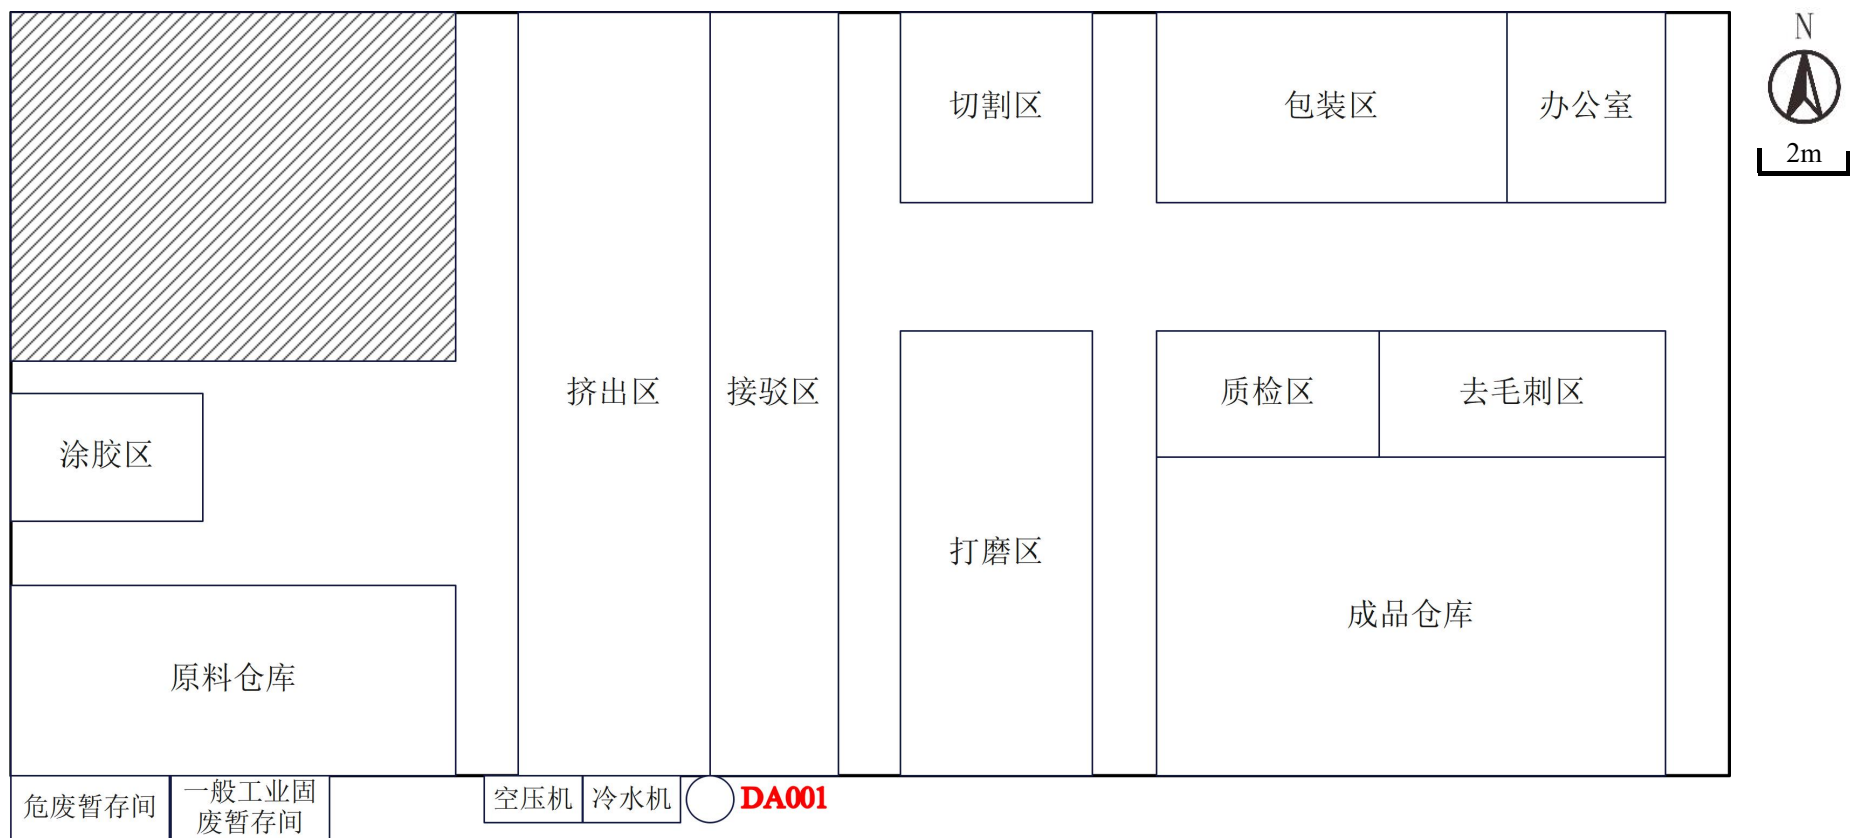 N
2m
切割区
包装区
办公室
挤出区
接驳区
质检区
去毛刺区
涂胶区
打磨区
成品仓库
原料仓库
危废暂存间
一般工业固
废暂存间
空压机
冷水机
DA001